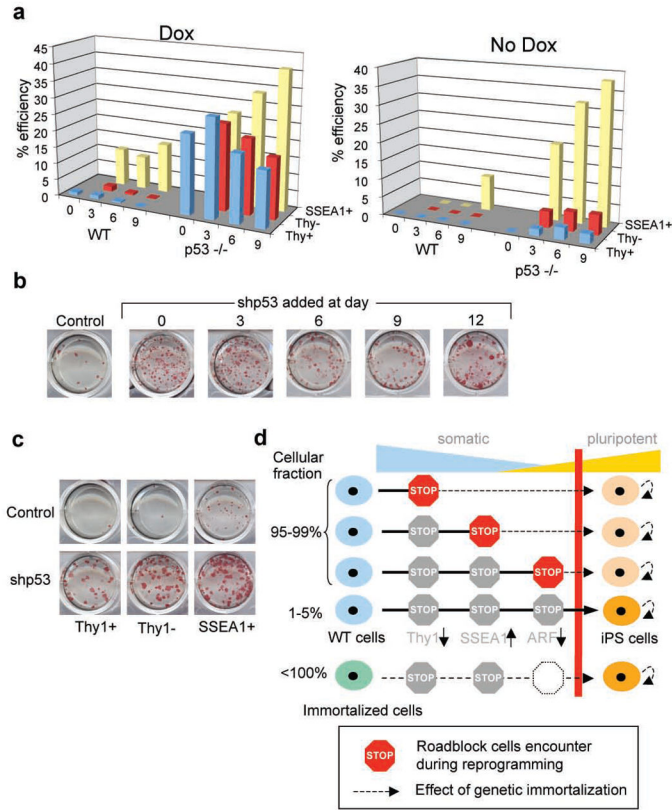 a
Dox
No Dox
% efficiency
45
40
35
30
25
20
15
10
5
0
0 3 6 9 0 3 6 9
WT p53 -/-
SSEA1+
Thy-
Thy+
% efficiency
40
35
30
25
20
15
10
5
0
0 3 6 9 0 3 6 9
WT p53 -/-
SSEA1+
Thy-
Thy+
b
shp53 added at day
Control 0 3 6 9 12
c
Control
shp53
Thy1+ Thy1- SSEA1+
d
somatic pluripotent
Cellular
fraction
STOP
95-99%
STOP STOP
STOP STOP STOP
1-5%
STOP STOP STOP
WT cells Thy1 SSEA1 ARF iPS cells
<100%
STOP STOP
Immortalized cells
STOP Roadblock cells encounter
during reprogramming
Effect of genetic immortalization